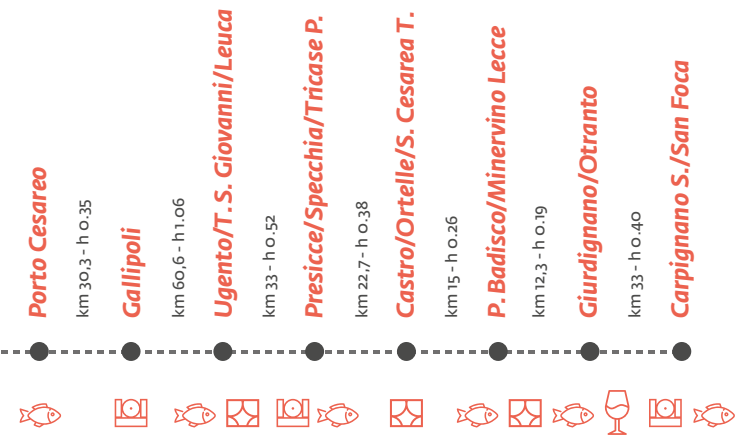 Porto Cesareo
km 30,3 - h 0.35
Gallipoli
km 60,6 - h 1.06
Ugento/T. S. Giovanni/Leuca
km 33 - h 0.52
Presicce/Specchia/Tricase P.
km 22,7 - h 0.38
Castro/Ortelle/S. Cesarea T.
km 15 - h 0.26
P. Badisco/Minervino Lecce
km 12,3 - h 0.19
Giurdignano/Otranto
km 33 - h 0.40
Carpignano S./San Foca